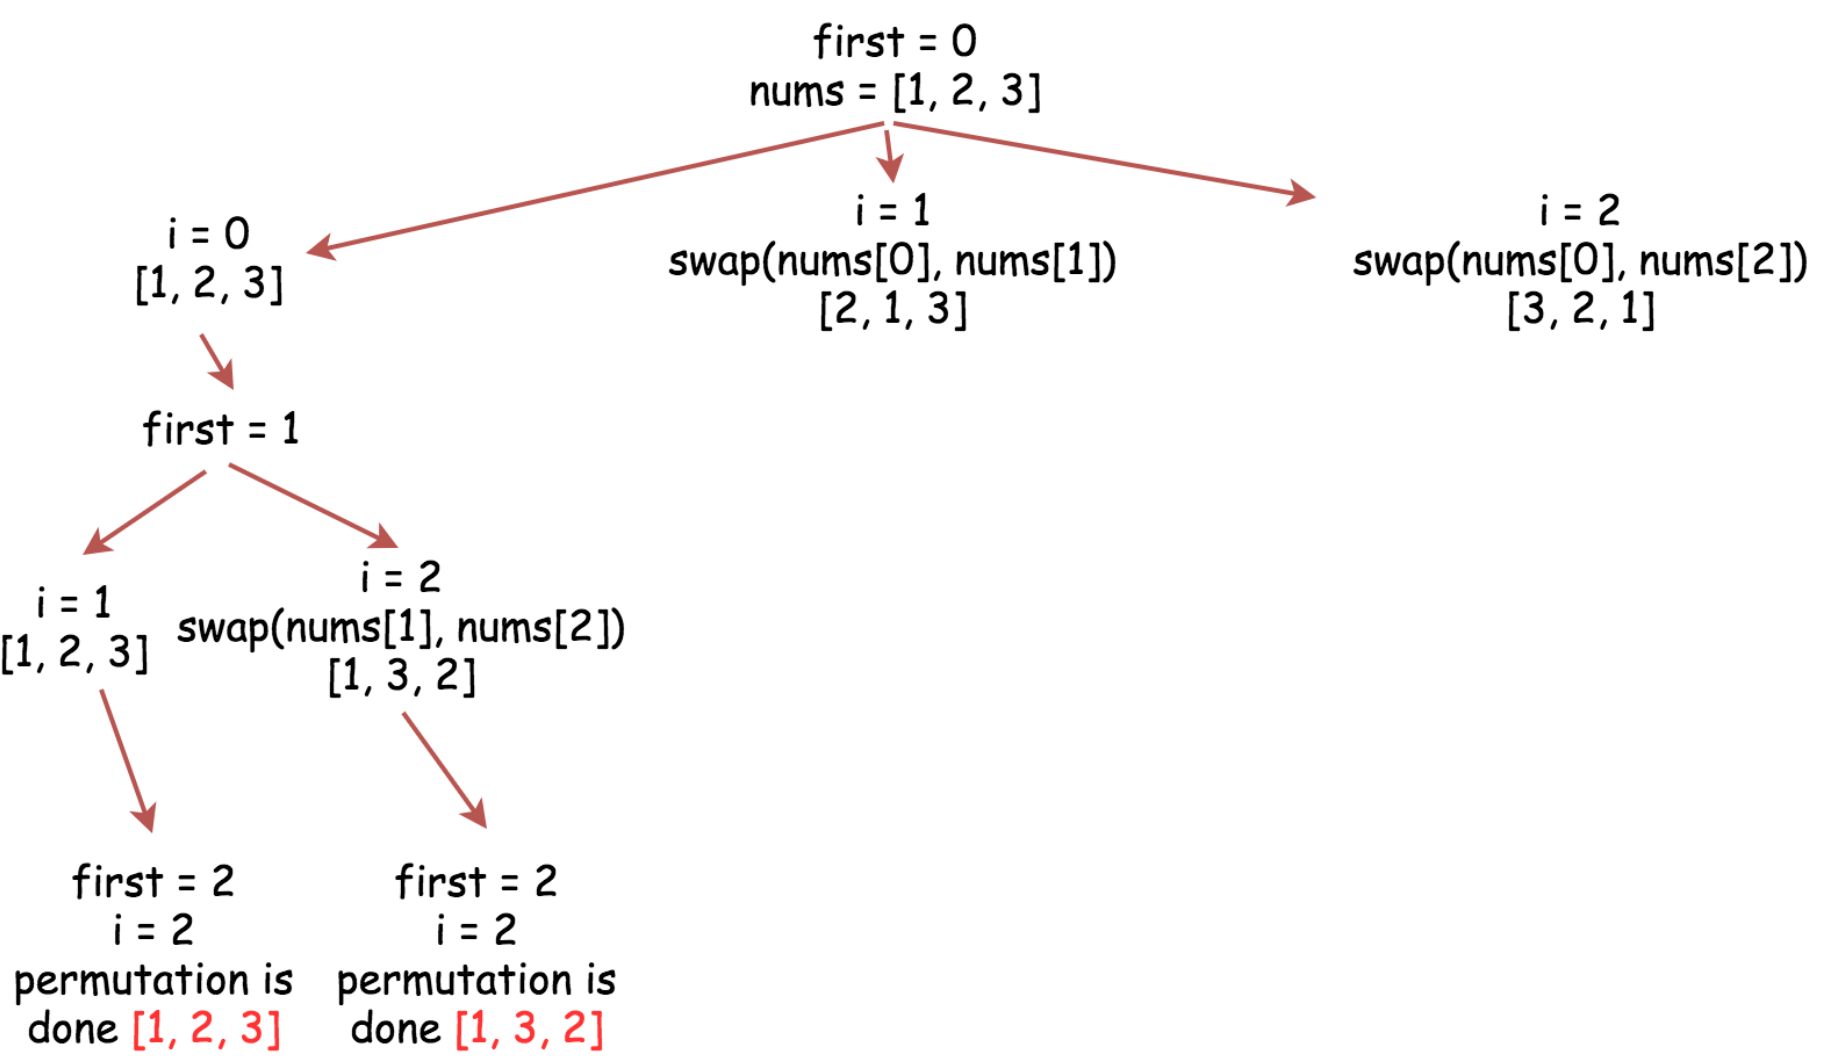 first = 0
nums = [1, 2, 3]
i = 0
[1, 2, 3]
i = 1
swap(nums[0], nums[1])
[2, 1, 3]
i = 2
swap(nums[0], nums[2])
[3, 2, 1]
first = 1
i = 1
[1, 2, 3]
i = 2
swap(nums[1], nums[2])
[1, 3, 2]
first = 2
i = 2
permutation is
done [1, 2, 3]
first = 2
i = 2
permutation is
done [1, 3, 2]